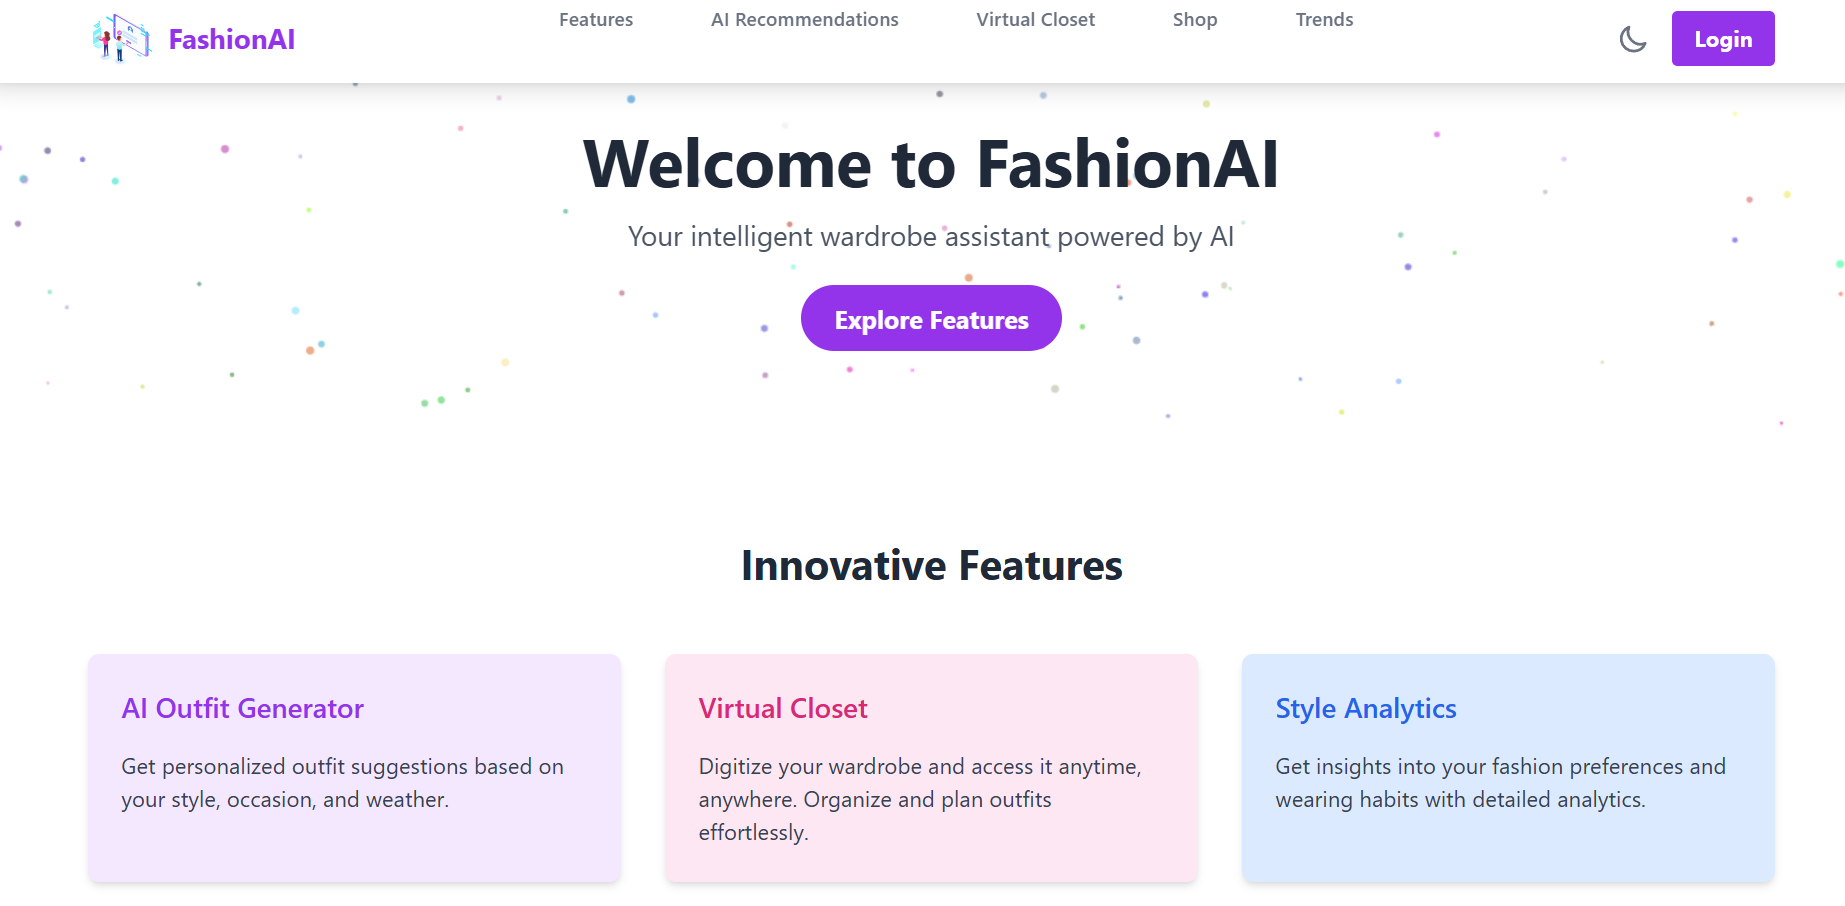 FashionAI
Features
AI Recommendations
Virtual Closet
Shop
Trends
Login
Welcome to FashionAI
Your intelligent wardrobe assistant powered by AI
Explore Features
Innovative Features
AI Outfit Generator
Get personalized outfit suggestions based on
your style, occasion, and weather.
Virtual Closet
Digitize your wardrobe and access it anytime,
anywhere. Organize and plan outfits
effortlessly.
Style Analytics
Get insights into your fashion preferences and
wearing habits with detailed analytics.